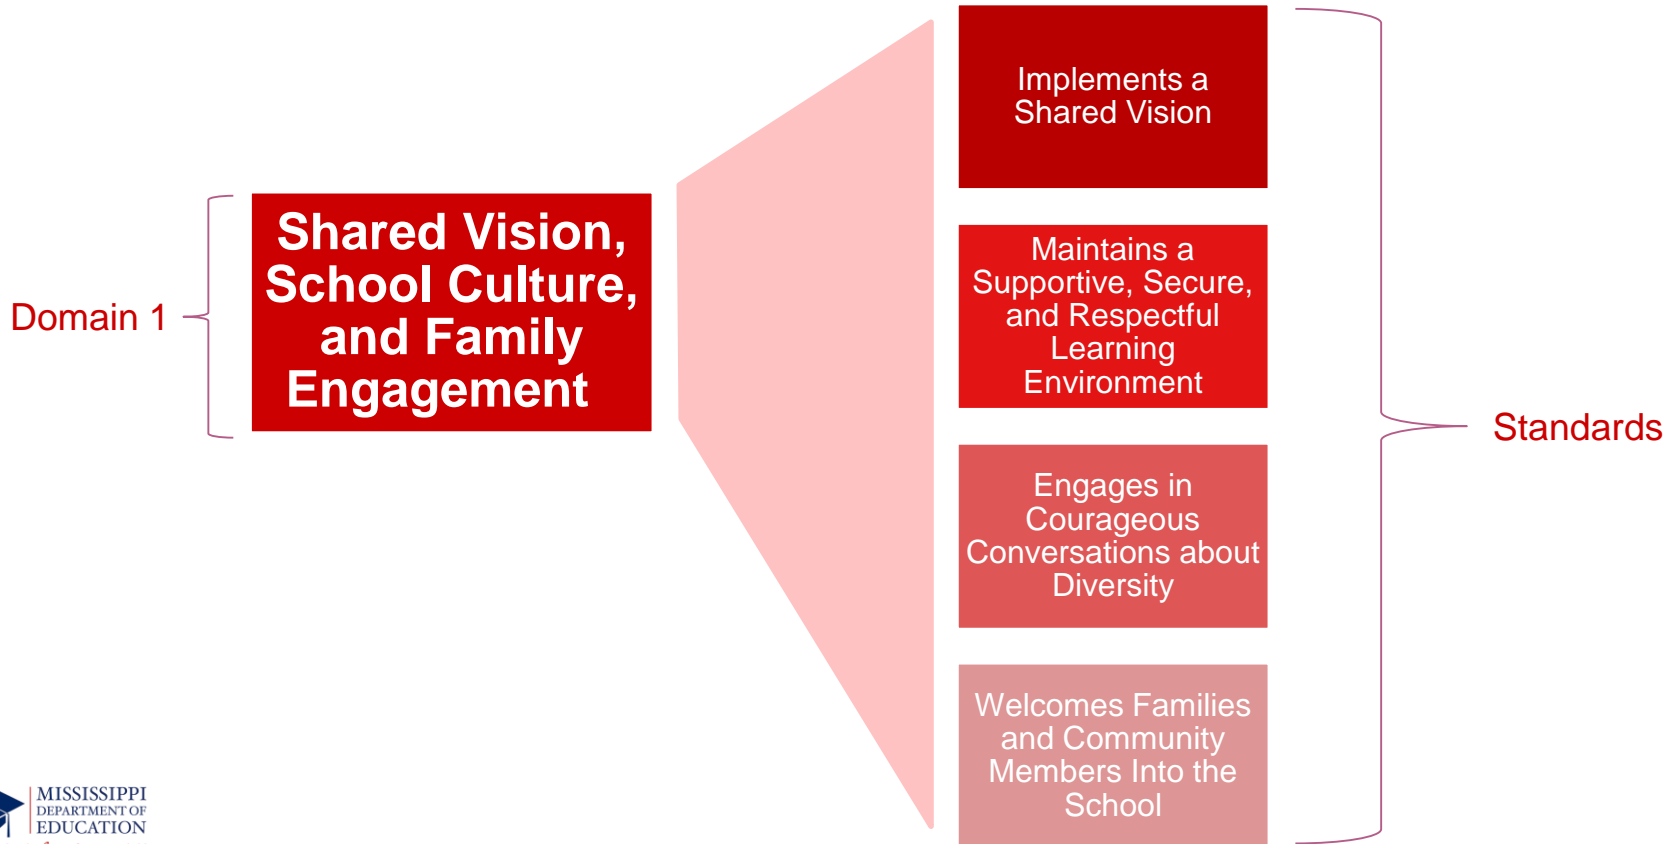 Domain 1
Shared Vision,
School Culture,
and Family
Engagement
Implements a
Shared Vision
Maintains a
Supportive, Secure,
and Respectful
Learning
Environment
Engages in
Courageous
Conversations about
Diversity
Welcomes Families
and Community
Members Into the
School
Standards
MISSISSIPPI
DEPARTMENT OF
EDUCATION